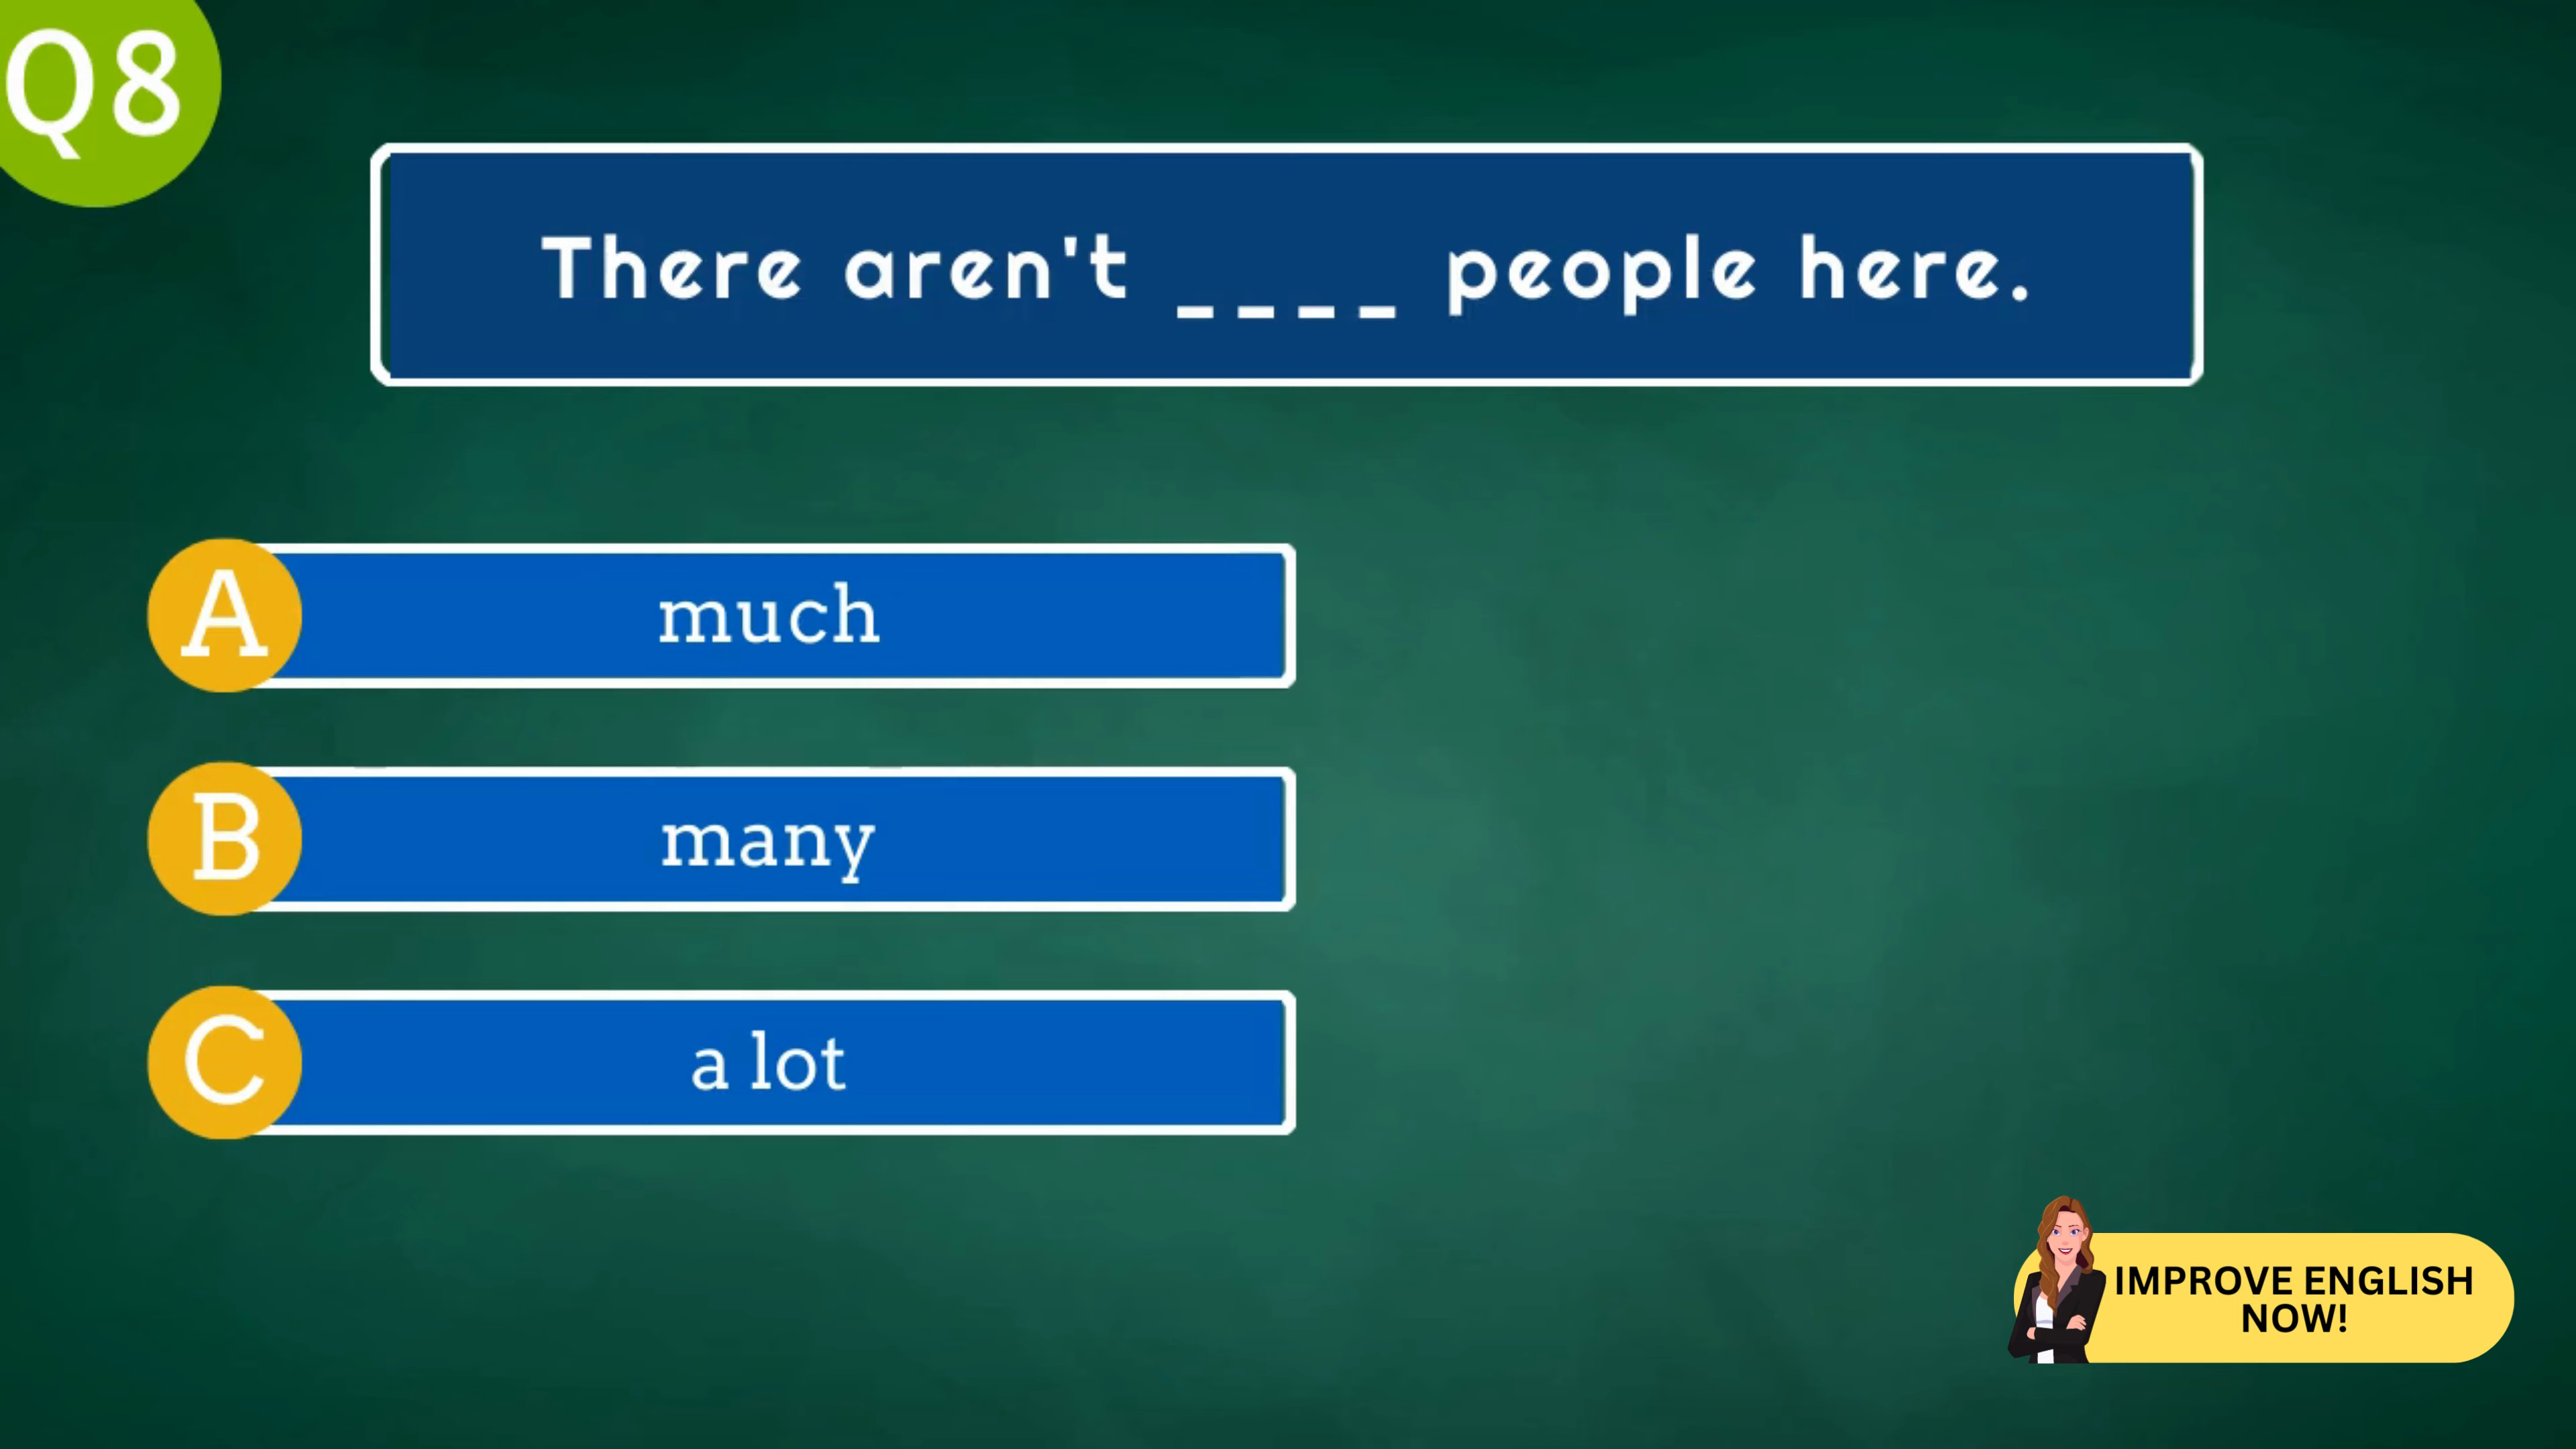 Q8
There aren't ____ people here.
A much
B many
C a lot
IMPROVE ENGLISH
NOW!